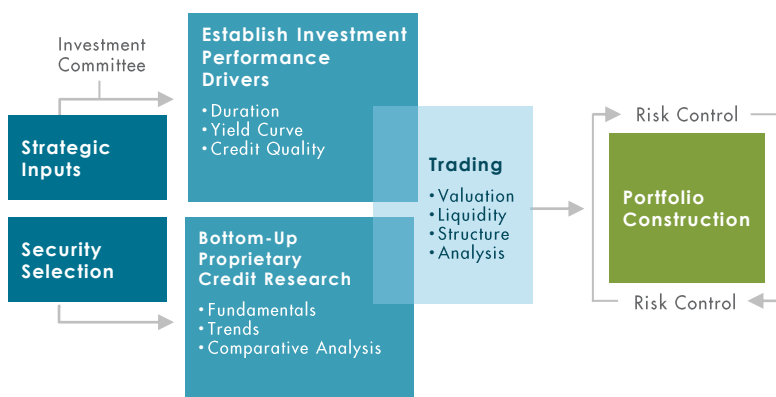 Investment
Committee
Strategic
Inputs
Establish Investment
Performance
Drivers
• Duration
• Yield Curve
• Credit Quality
Security
Selection
Bottom-Up
Proprietary
Credit Research
• Fundamentals
• Trends
• Comparative Analysis
Trading
• Valuation
• Liquidity
• Structure
• Analysis
Risk Control
Portfolio
Construction
Risk Control